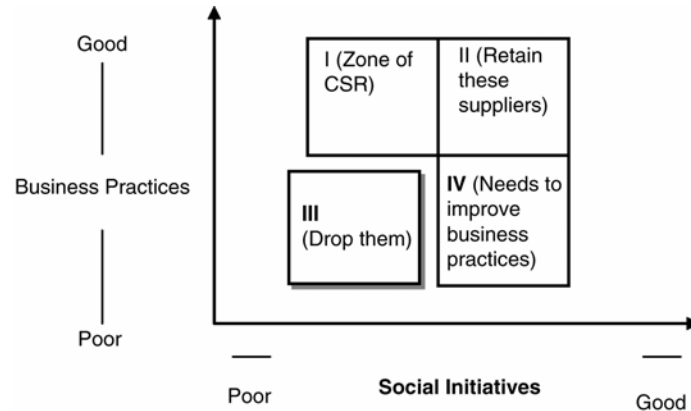 Good
Business Practices
Poor
I (Zone of
CSR)
II (Retain
these
suppliers)
III
(Drop them)
IV (Needs to
improve
business
practices)
Poor
Social Initiatives
Good